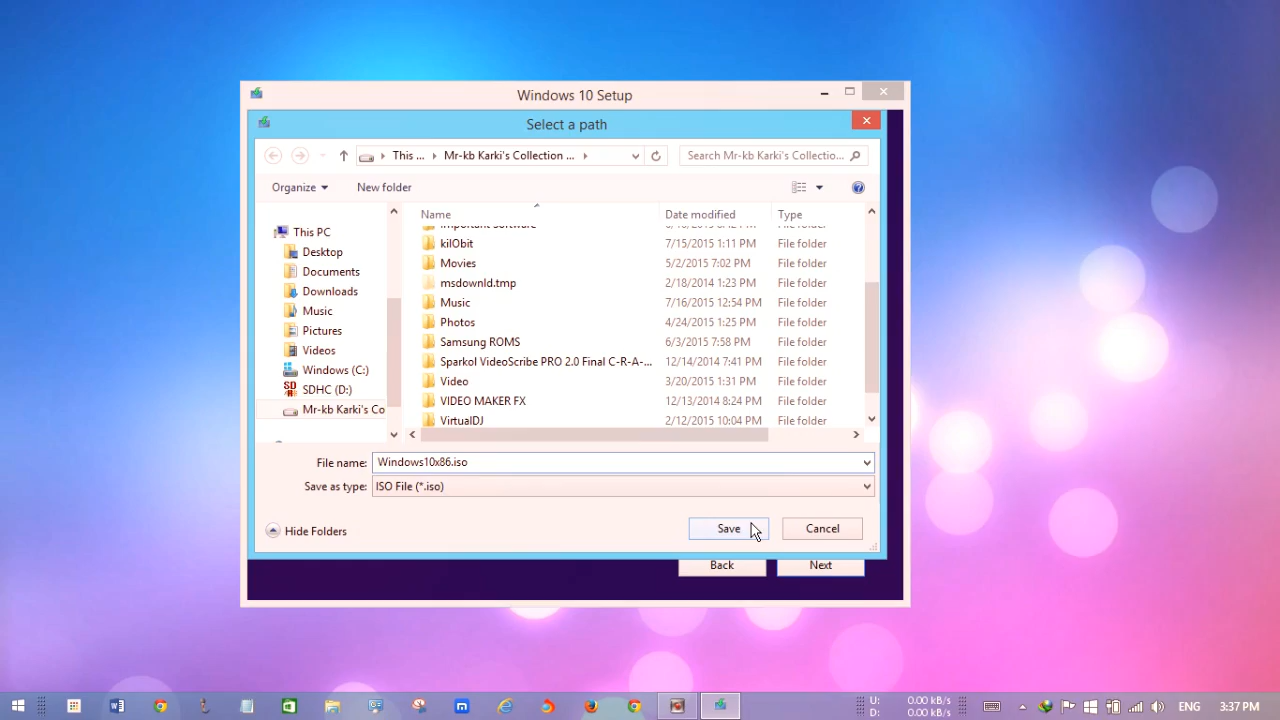 Windows 10 Setup
Select a path
This ... Mr-kb Karki's Collection ... Search Mr-kb Karki's Collectio...
Organize New folder
Name Date modified Type
This PC
Desktop
Documents
Downloads
Music
Pictures
Videos
Windows (C:)
SDHC (D:)
Mr-kb Karki's Co
Important Software File folder
kilObit 7/15/2015 1:11 PM File folder
Movies 5/2/2015 7:02 PM File folder
msdownld.tmp 2/18/2014 1:23 PM File folder
Music 7/16/2015 12:54 PM File folder
Photos 4/24/2015 1:25 PM File folder
Samsung ROMS 6/3/2015 7:58 PM File folder
Sparkol VideoScribe PRO 2.0 Final C-R-A-... 12/14/2014 7:41 PM File folder
Video 3/20/2015 1:31 PM File folder
VIDEO MAKER FX 12/13/2014 8:24 PM File folder
VirtualDJ 2/12/2015 10:04 PM File folder
File name: Windows10x86.iso
Save as type: ISO File (*.iso)
Hide Folders Save Cancel
Back Next
U: 0.00 kB/s
D: 0.00 kB/s
ENG 3:37 PM